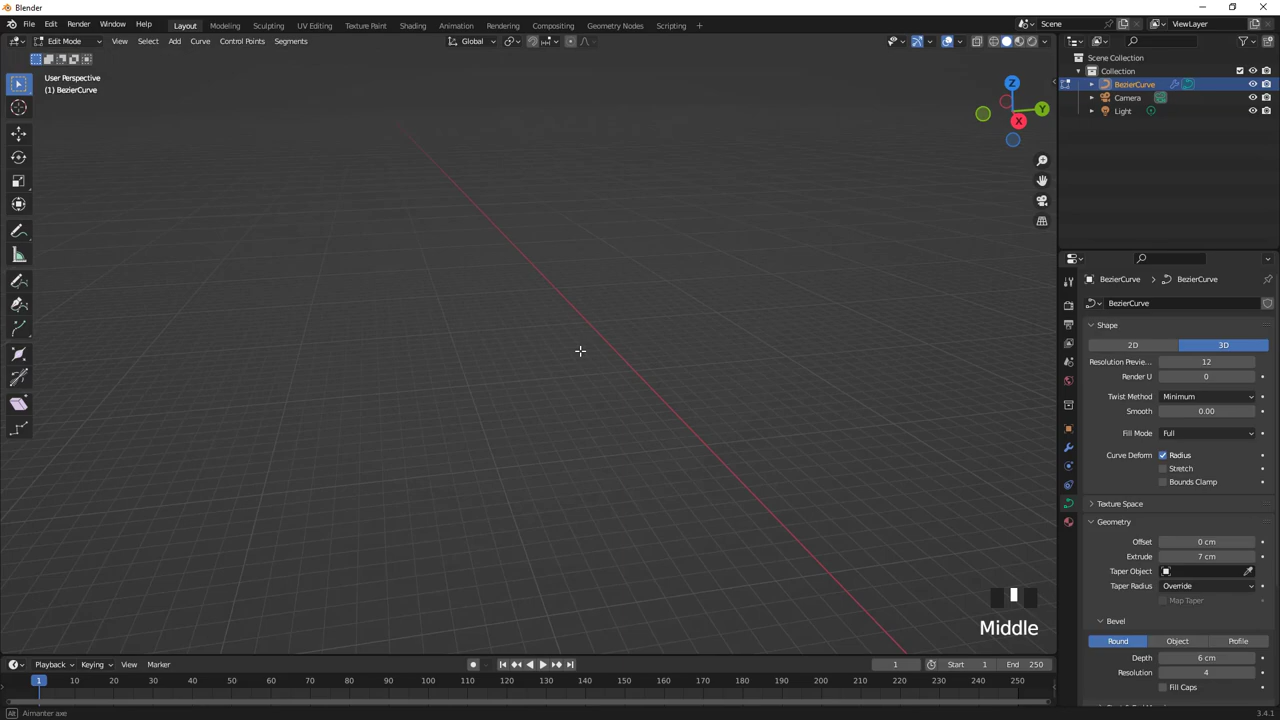 Blender
File Edit Render Window Help Layout Modeling Sculpting UV Editing Texture Paint Shading Animation Rendering Compositing Geometry Nodes Scripting + Scene ViewLayer
Edit Mode View Select Add Curve Control Points Segments Global
User Perspective
(1) BezierCurve
Z
Y
X
Middle
Scene Collection
Collection
BezierCurve
Camera
Light
BezierCurve > BezierCurve
BezierCurve
Shape
2D 3D
Resolution Previe... 12
Render U 0
Twist Method Minimum
Smooth 0.00
Fill Mode Full
Curve Deform Radius
Stretch
Bounds Clamp
Texture Space
Geometry
Offset 0 cm
Extrude 7 cm
Taper Object
Taper Radius Override
Map Taper
Bevel
Round Object Profile
Depth 6 cm
Resolution 4
Fill Caps
Playback Keying View Marker 1 Start 1 End 250
1 10 20 30 40 50 60 70 80 90 100 110 120 130 140 150 160 170 180 190 200 210 220 230 240 250
Alt Aimanter axe 3.4.1